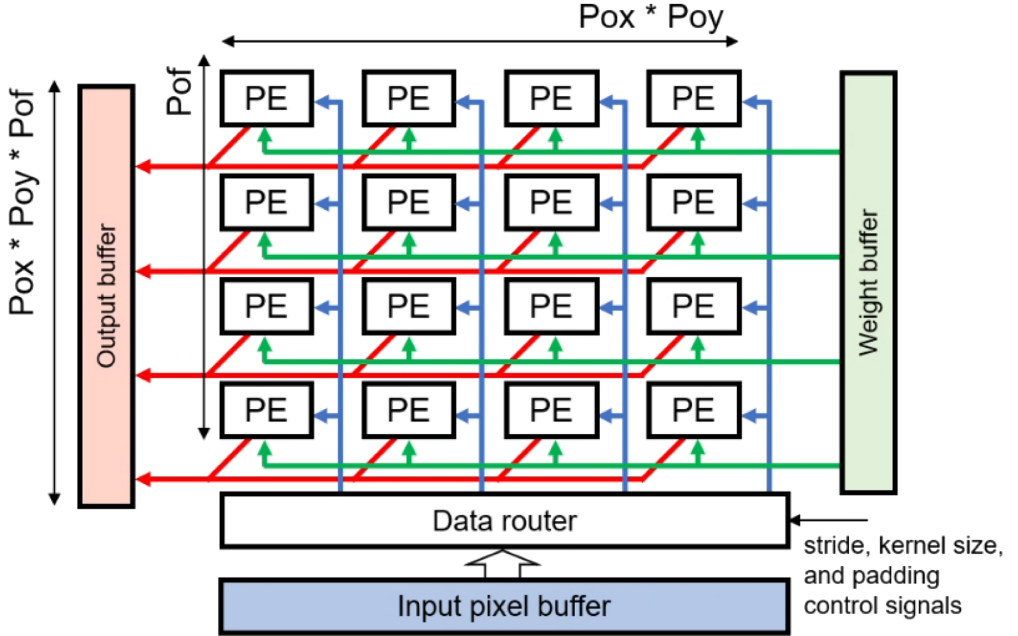 Pox * Poy
Pox * Poy * Pof
Pof
Output buffer
PE PE PE PE
PE PE PE PE
PE PE PE PE
PE PE PE PE
Weight buffer
Data router
stride, kernel size,
and padding
control signals
Input pixel buffer